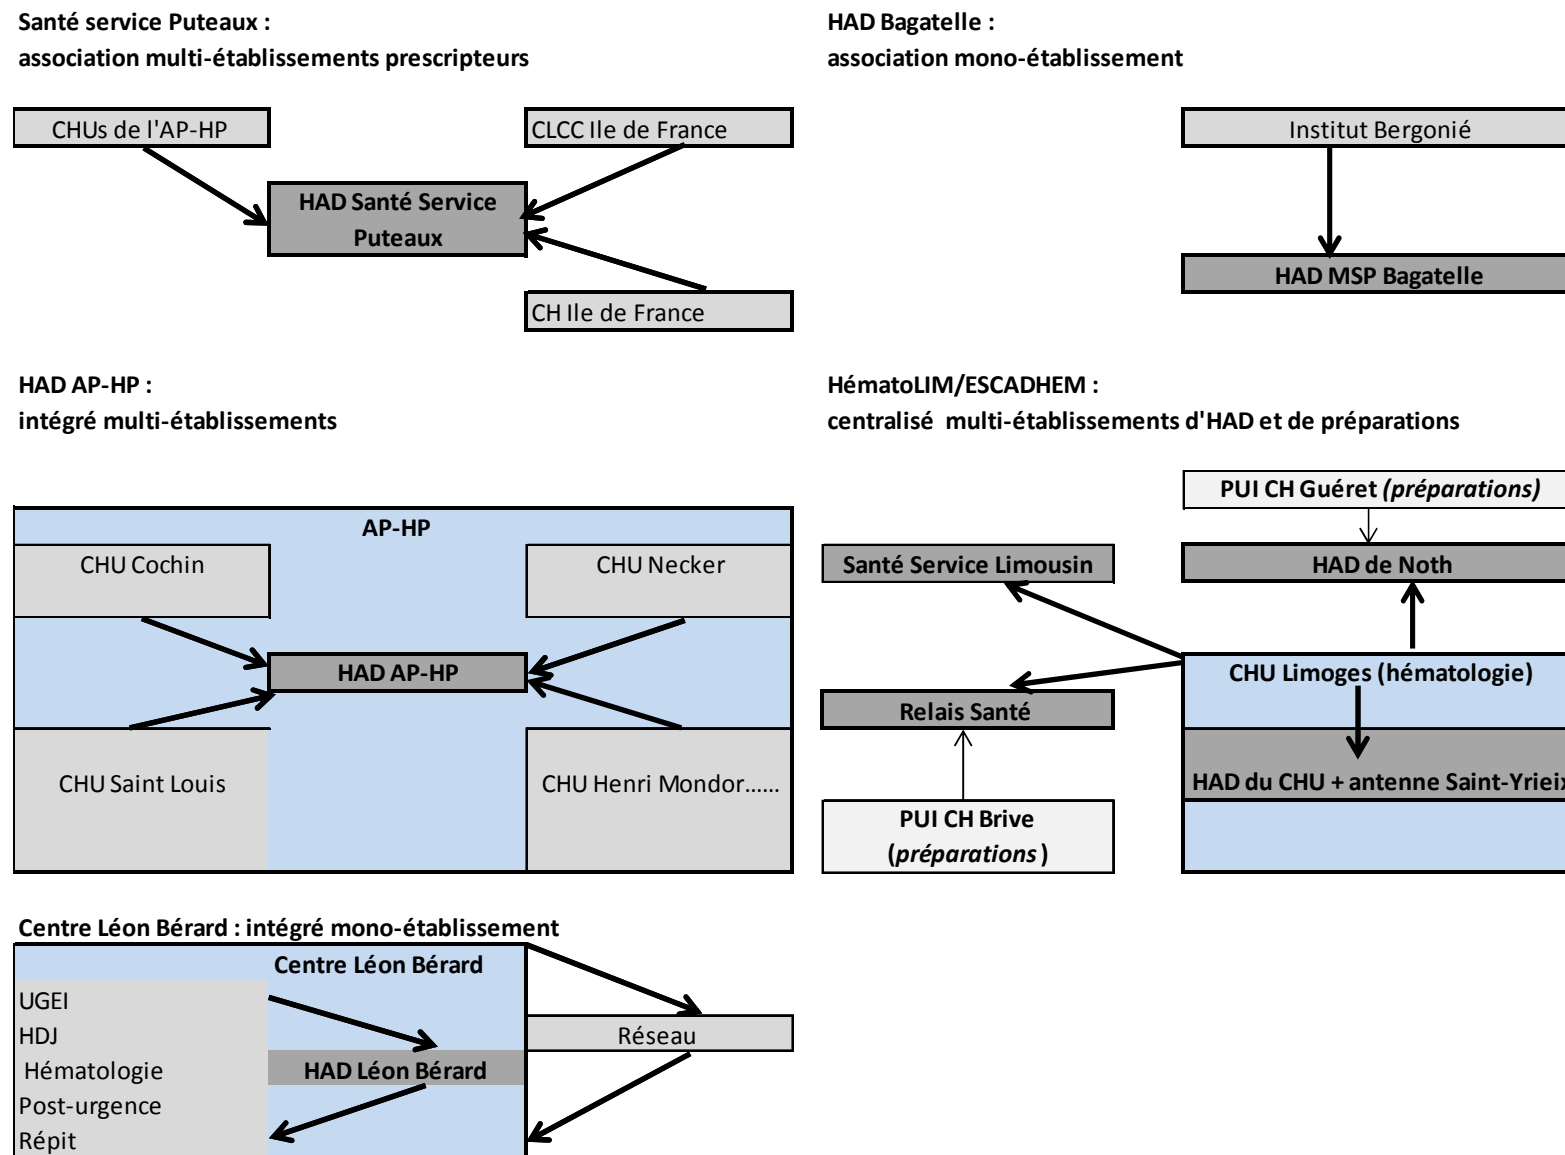 Santé service Puteaux :
association multi-établissements prescripteurs
CHUs de l'AP-HP
CLCC Ile de France
HAD Santé Service
Puteaux
CH Ile de France
HAD Bagatelle :
association mono-établissement
Institut Bergonié
HAD MSP Bagatelle
HAD AP-HP :
intégré multi-établissements
AP-HP
CHU Cochin
CHU Necker
HAD AP-HP
CHU Saint Louis
CHU Henri Mondor......
HématoLIM/ESCADHEM :
centralisé multi-établissements d'HAD et de préparations
PUI CH Guéret (préparations)
Santé Service Limousin
HAD de Noth
CHU Limoges (hématologie)
Relais Santé
HAD du CHU + antenne Saint-Yrieix
PUI CH Brive
(préparations )
Centre Léon Bérard : intégré mono-établissement
Centre Léon Bérard
UGEI
HDJ
Réseau
Hématologie
HAD Léon Bérard
Post-urgence
Répit